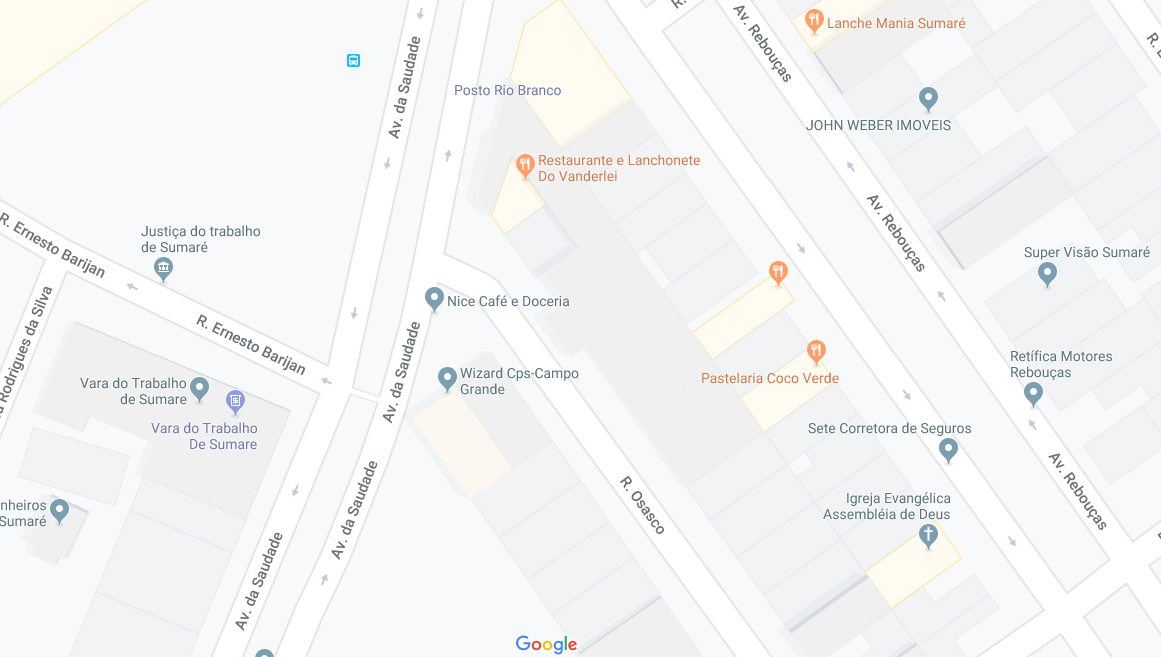 R.
Av. Rebouças
Lanche Mania Sumaré
Av. da Saudade
Posto Rio Branco
JOHN WEBER IMOVEIS
Restaurante e Lanchonete
Do Vanderlei
Av. Rebouças
R. Ernesto Barijan
Justiça do trabalho
de Sumaré
Super Visão Sumaré
Nice Café e Doceria
R. Ernesto Barijan
Av. da Saudade
Rodrigues da Silva
Retífica Motores
Rebouças
Wizard Cps-Campo
Grande
Vara do Trabalho
de Sumare
Pastelaria Coco Verde
Vara do Trabalho
De Sumare
Sete Corretora de Seguros
Av. Rebouças
Igreja Evangélica
Assembléia de Deus
nheiros
Sumaré
R. Osasco
Av. da Saudade
Av. da Saudade
Google